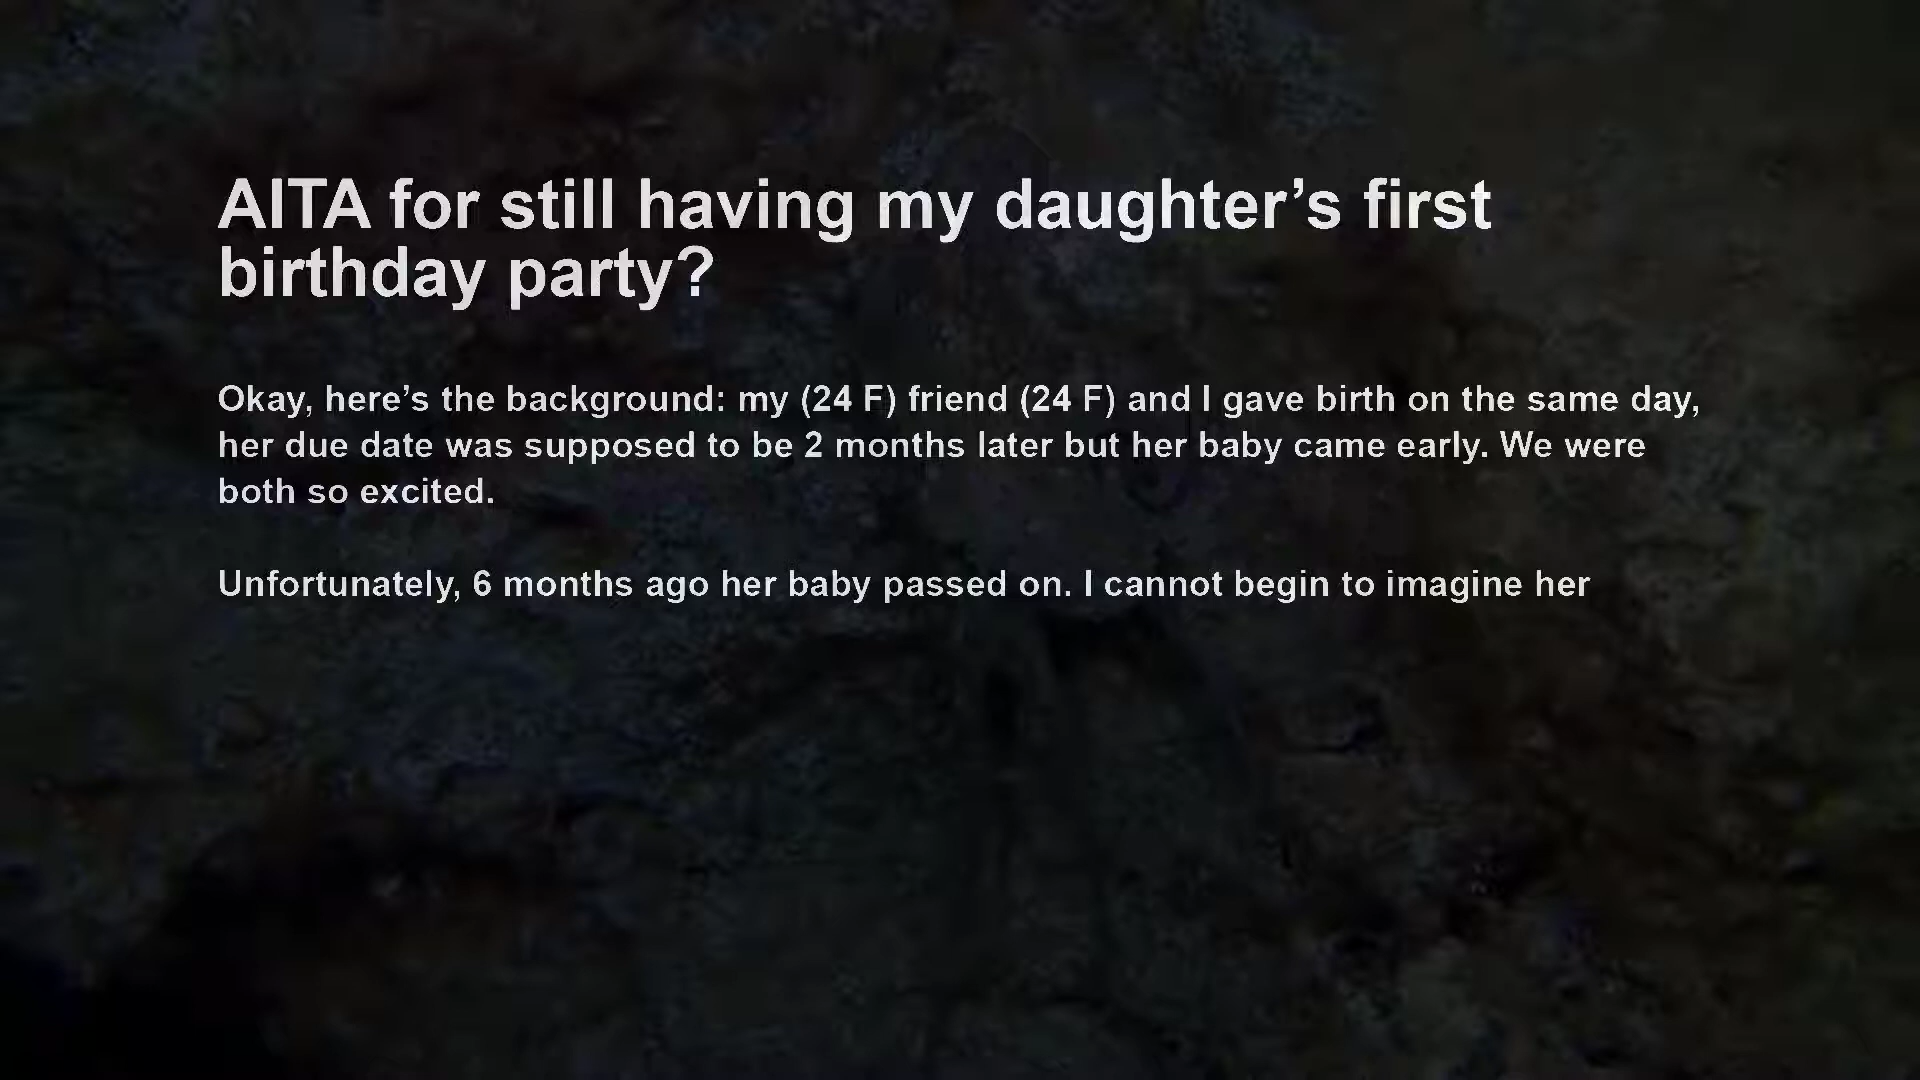 AITA for still having my daughter’s first
birthday party?
Okay, here’s the background: my (24 F) friend (24 F) and I gave birth on the same day,
her due date was supposed to be 2 months later but her baby came early. We were
both so excited.
Unfortunately, 6 months ago her baby passed on. I cannot begin to imagine her